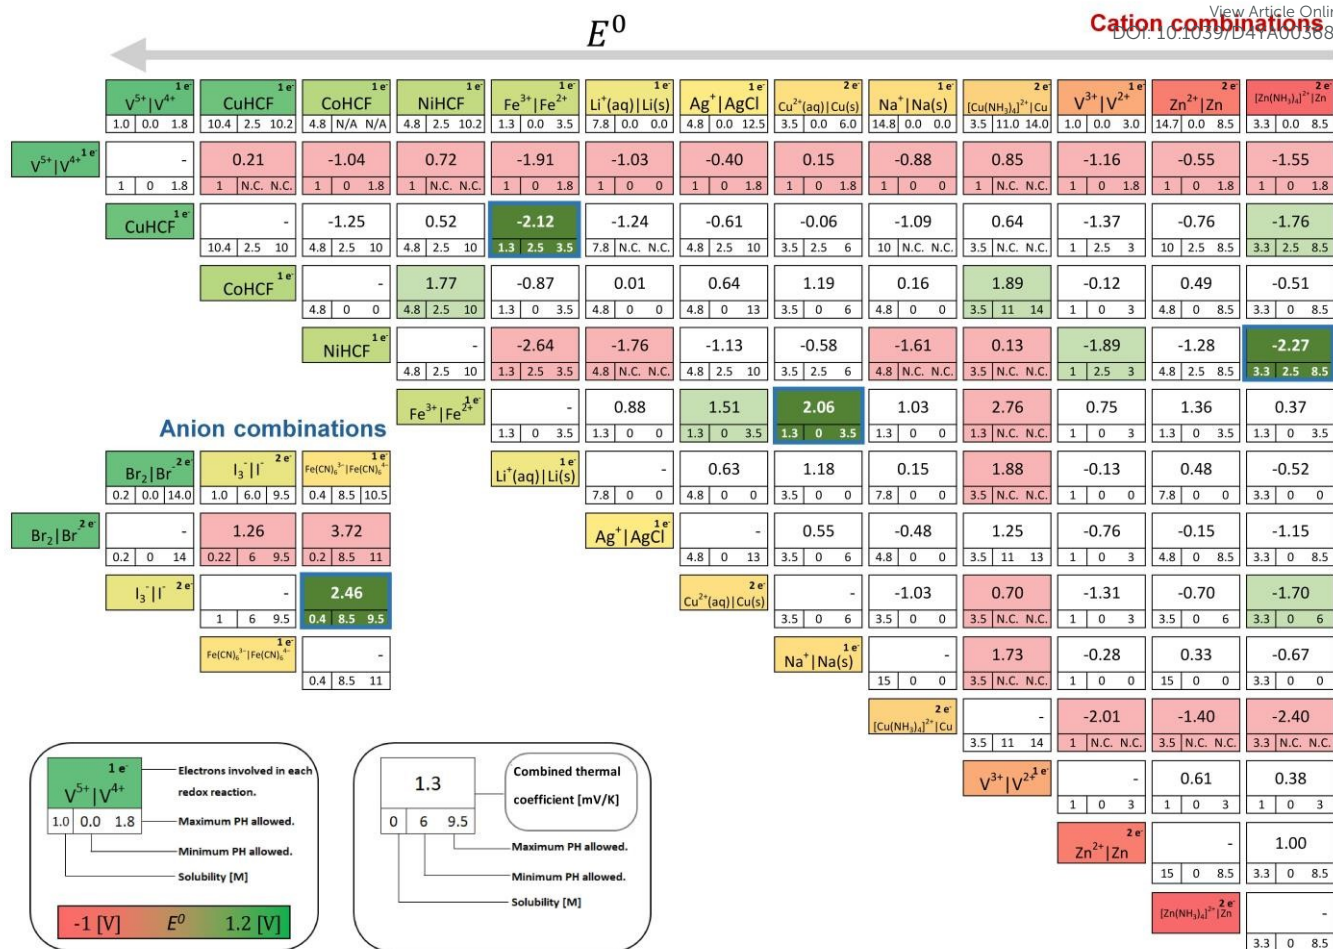 View Article Onlin
E⁰
Cation combinations
DOI: 10.1039/D4YA00368
1 e⁻ 1 e⁻ 1 e⁻ 1 e⁻ 1 e⁻ 1 e⁻ 1 e⁻ 2 e⁻ 1 e⁻ 2 e⁻ 1 e⁻ 2 e⁻ 2 e⁻
V⁵⁺|V⁴⁺ CuHCF CoHCF NiHCF Fe³⁺|Fe²⁺ Li⁺(aq)|Li(s) Ag⁺|AgCl Cu²⁺(aq)|Cu(s) Na⁺|Na(s) [Cu(NH₃)₄]²⁺|Cu V³⁺|V²⁺ Zn²⁺|Zn [Zn(NH₃)₄]²⁺|Zn
1.0 0.0 1.8 10.4 2.5 10.2 4.8 N/A N/A 4.8 2.5 10.2 1.3 0.0 3.5 7.8 0.0 0.0 4.8 0.0 12.5 3.5 0.0 6.0 14.8 0.0 0.0 3.5 11.0 14.0 1.0 0.0 3.0 14.7 0.0 8.5 3.3 0.0 8.5
V⁵⁺|V⁴⁺ 1 e⁻ - 0.21 -1.04 0.72 -1.91 -1.03 -0.40 0.15 -0.88 0.85 -1.16 -0.55 -1.55
1 0 1.8 1 N.C. N.C. 1 0 1.8 1 N.C. N.C. 1 0 1.8 1 0 0 1 0 1.8 1 0 1.8 1 0 0 1 N.C. N.C. 1 0 1.8 1 0 1.8 1 0 1.8
CuHCF 1 e⁻ - -1.25 0.52 -2.12 -1.24 -0.61 -0.06 -1.09 0.64 -1.37 -0.76 -1.76
10.4 2.5 10 4.8 2.5 10 4.8 2.5 10 1.3 2.5 3.5 7.8 N.C. N.C. 4.8 2.5 10 3.5 2.5 6 10 N.C. N.C. 3.5 N.C. N.C. 1 2.5 3 10 2.5 8.5 3.3 2.5 8.5
CoHCF 1 e⁻ - 1.77 -0.87 0.01 0.64 1.19 0.16 1.89 -0.12 0.49 -0.51
4.8 0 0 4.8 2.5 10 1.3 0 3.5 4.8 0 0 4.8 0 13 3.5 0 6 4.8 0 0 3.5 11 14 1 0 3 4.8 0 8.5 3.3 0 8.5
NiHCF 1 e⁻ - -2.64 -1.76 -1.13 -0.58 -1.61 0.13 -1.89 -1.28 -2.27
4.8 2.5 10 1.3 2.5 3.5 4.8 N.C. N.C. 4.8 2.5 10 3.5 2.5 6 4.8 N.C. N.C. 3.5 N.C. N.C. 1 2.5 3 4.8 2.5 8.5 3.3 2.5 8.5
Fe³⁺|Fe²⁺ 1 e⁻ - 0.88 1.51 2.06 1.03 2.76 0.75 1.36 0.37
1.3 0 3.5 1.3 0 0 1.3 0 3.5 1.3 0 3.5 1.3 0 0 1.3 N.C. N.C. 1 0 3 1.3 0 3.5 1.3 0 3.5
Anion combinations
Br₂|Br⁻ 2 e⁻ I₃⁻|I⁻ 2 e⁻ Fe(CN)₆³⁻|Fe(CN)₆⁴⁻ 1 e⁻ Li⁺(aq)|Li(s) 1 e⁻ - 0.63 1.18 0.15 1.88 -0.13 0.48 -0.52
0.2 0.0 14.0 1.0 6.0 9.5 0.4 8.5 10.5 7.8 0 0 4.8 0 0 3.5 0 0 7.8 0 0 3.5 N.C. N.C. 1 0 0 7.8 0 0 3.3 0 0
Br₂|Br⁻ 2 e⁻ - 1.26 3.72 Ag⁺|AgCl 1 e⁻ - 0.55 -0.48 1.25 -0.76 -0.15 -1.15
0.2 0 14 0.22 6 9.5 0.2 8.5 11 4.8 0 13 3.5 0 6 4.8 0 0 3.5 11 13 1 0 3 4.8 0 8.5 3.3 0 8.5
I₃⁻|I⁻ 2 e⁻ - 2.46 Cu²⁺(aq)|Cu(s) 2 e⁻ - -1.03 0.70 -1.31 -0.70 -1.70
1 6 9.5 0.4 8.5 9.5 3.5 0 6 3.5 0 0 3.5 N.C. N.C. 1 0 3 3.5 0 6 3.3 0 6
Fe(CN)₆³⁻|Fe(CN)₆⁴⁻ 1 e⁻ - Na⁺|Na(s) 1 e⁻ - 1.73 -0.28 0.33 -0.67
0.4 8.5 11 15 0 0 3.5 N.C. N.C. 1 0 0 15 0 0 3.3 0 0
[Cu(NH₃)₄]²⁺|Cu 2 e⁻ - -2.01 -1.40 -2.40
3.5 11 14 1 N.C. N.C. 3.5 N.C. N.C. 3.3 N.C. N.C.
V³⁺|V²⁺ 1 e⁻ - 0.61 0.38
1 0 3 1 0 3 1 0 3
Zn²⁺|Zn 2 e⁻ - 1.00
15 0 8.5 3.3 0 8.5
[Zn(NH₃)₄]²⁺|Zn 2 e⁻ -
3.3 0 8.5
1 e⁻
V⁵⁺|V⁴⁺
1.0 0.0 1.8
Electrons involved in each
redox reaction.
Maximum PH allowed.
Minimum PH allowed.
Solubility [M]
-1 [V] E⁰ 1.2 [V]
1.3
0 6 9.5
Combined thermal
coefficient [mV/K]
Maximum PH allowed.
Minimum PH allowed.
Solubility [M]